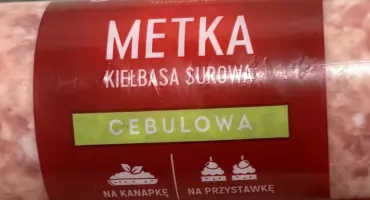 METKA
KIEŁBASA SUROWA
CEBULOWA
NA KANAPKĘ
NA PRZYSTAWKĘ